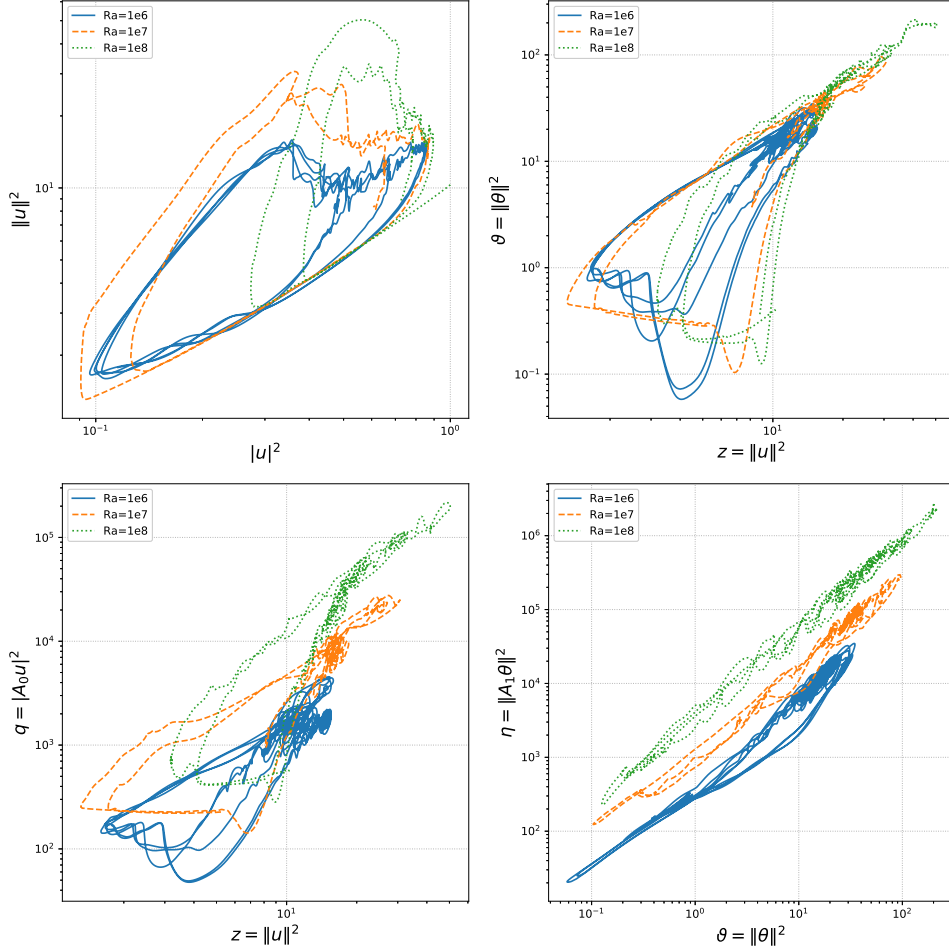 Ra=1e6
Ra=1e7
Ra=1e8
‖u‖²
10¹
10⁻¹
10⁰
|u|²
Ra=1e6
Ra=1e7
Ra=1e8
ϑ = ‖θ‖²
10²
10¹
10⁰
10⁻¹
10¹
z = ‖u‖²
Ra=1e6
Ra=1e7
Ra=1e8
q = |A₀u|²
10⁵
10⁴
10³
10²
10¹
z = ‖u‖²
Ra=1e6
Ra=1e7
Ra=1e8
η = ‖A₁θ‖²
10⁶
10⁵
10⁴
10³
10²
10⁻¹
10⁰
10¹
10²
ϑ = ‖θ‖²